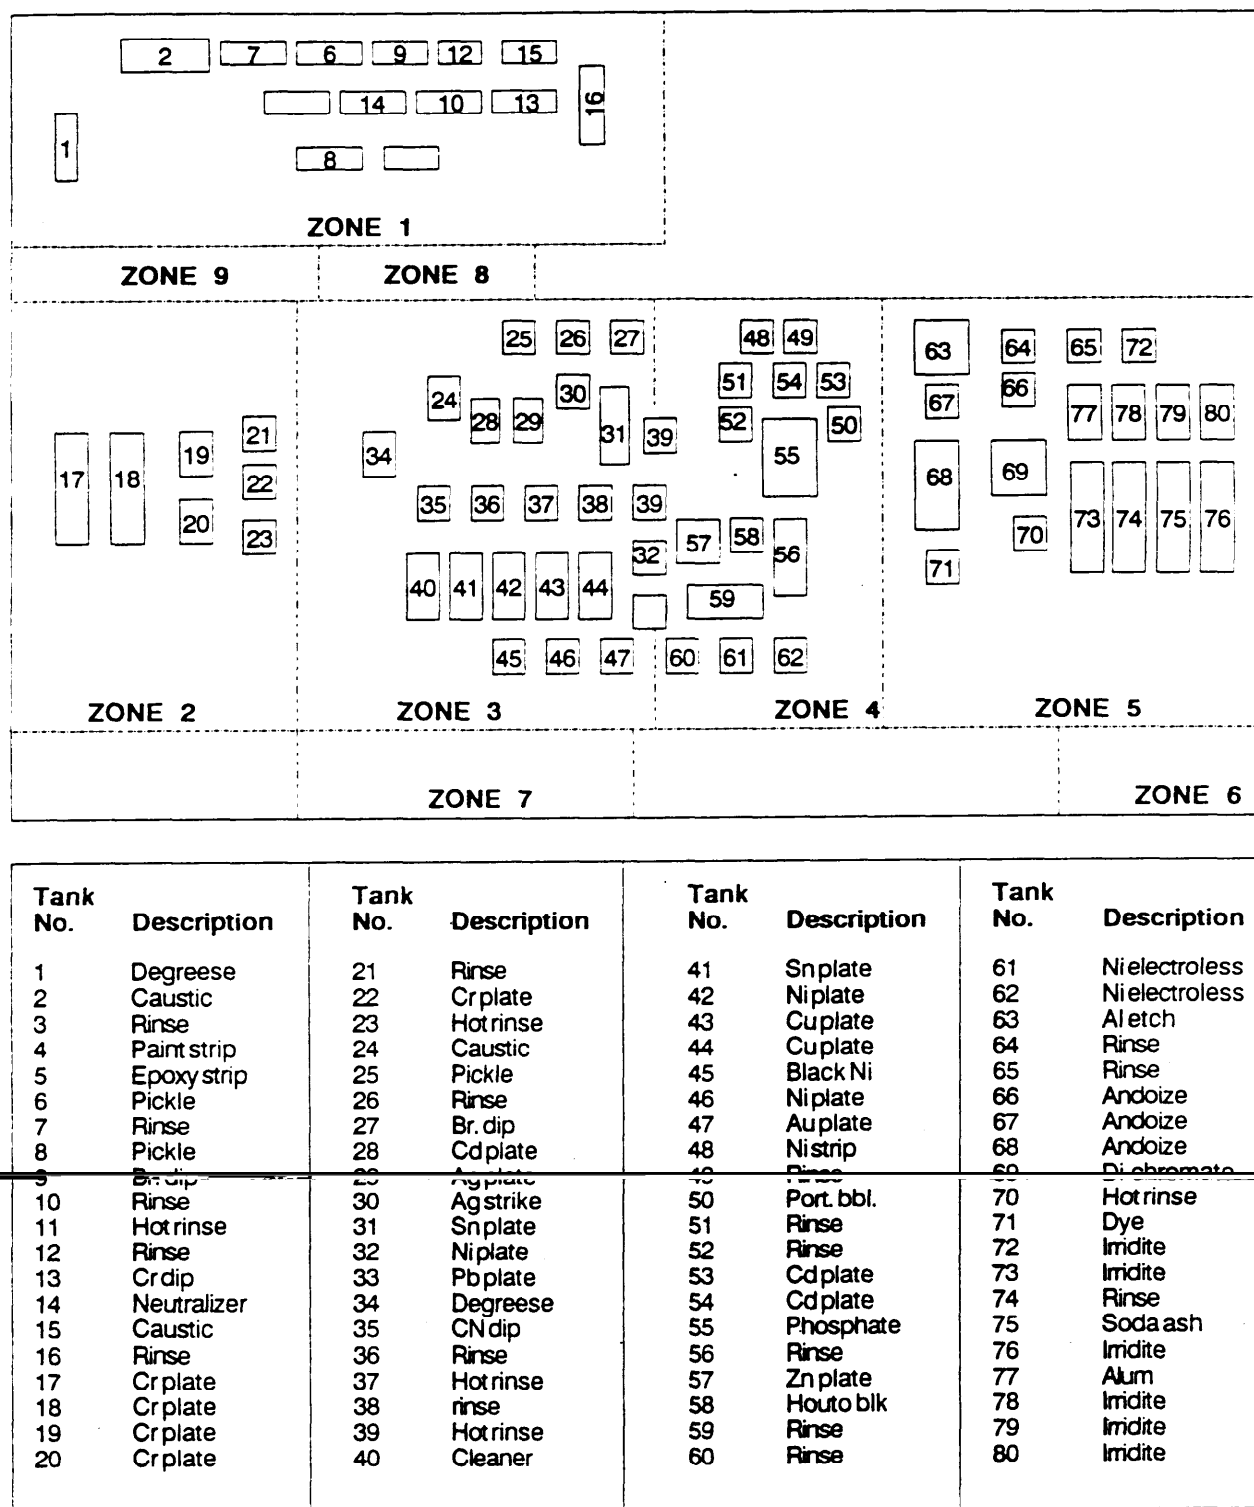 2 7 6 9 12 15
16
14 10 13
1
8
ZONE 1
ZONE 9 ZONE 8
25 26 27 48 49 63 64 65 72
24 30 51 54 53 67 66
28 29 31 39 52 50 77 78 79 80
17 18 19 21 34 55 68 69
22
20 35 36 37 38 39
23 32 57 58 56 70 73 74 75 76
40 41 42 43 44 59 71
45 46 47 60 61 62
ZONE 2 ZONE 3 ZONE 4 ZONE 5
ZONE 7 ZONE 6
Tank Tank Tank Tank
No. Description No. Description No. Description No. Description
1 Degreese 21 Rinse 41 Sn plate 61 Ni electroless
2 Caustic 22 Cr plate 42 Ni plate 62 Ni electroless
3 Rinse 23 Hot rinse 43 Cu plate 63 Al etch
4 Paint strip 24 Caustic 44 Cu plate 64 Rinse
5 Epoxy strip 25 Pickle 45 Black Ni 65 Rinse
6 Pickle 26 Rinse 46 Ni plate 66 Andoize
7 Rinse 27 Br. dip 47 Au plate 67 Andoize
8 Pickle 28 Cd plate 48 Ni strip 68 Andoize
9 Br. dip 29 Ag plate 49 Rinse 69 Di-chromate
10 Rinse 30 Ag strike 50 Port. bbl. 70 Hot rinse
11 Hot rinse 31 Sn plate 51 Rinse 71 Dye
12 Rinse 32 Ni plate 52 Rinse 72 Irridite
13 Cr dip 33 Pb plate 53 Cd plate 73 Irridite
14 Neutralizer 34 Degreese 54 Cd plate 74 Rinse
15 Caustic 35 CN dip 55 Phosphate 75 Soda ash
16 Rinse 36 Rinse 56 Rinse 76 Irridite
17 Cr plate 37 Hot rinse 57 Zn plate 77 Alum
18 Cr plate 38 rinse 58 Houto blk 78 Irridite
19 Cr plate 39 Hot rinse 59 Rinse 79 Irridite
20 Cr plate 40 Cleaner 60 Rinse 80 Irridite